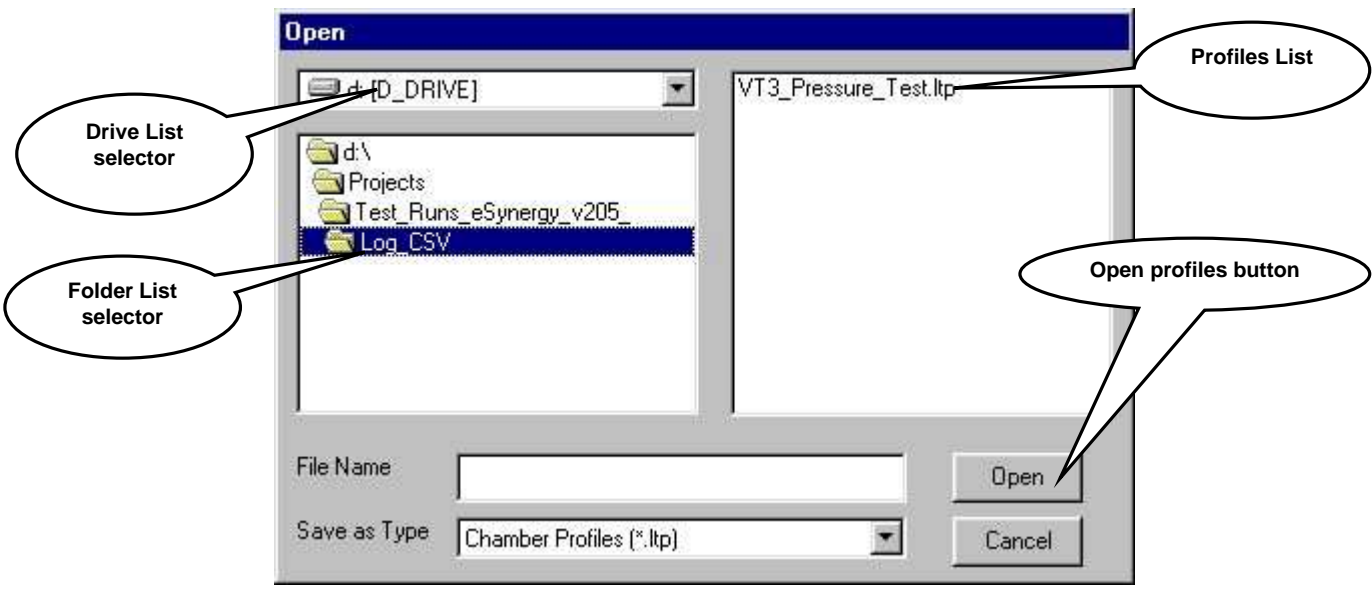 Open
Profiles List
d: [D_DRIVE]
VT3_Pressure_Test.ltp
Drive List
selector
d:\
Projects
Test_Runs_eSynergy_v205_
Log_CSV
Folder List
selector
Open profiles button
File Name
Open
Save as Type
Chamber Profiles (*.ltp)
Cancel